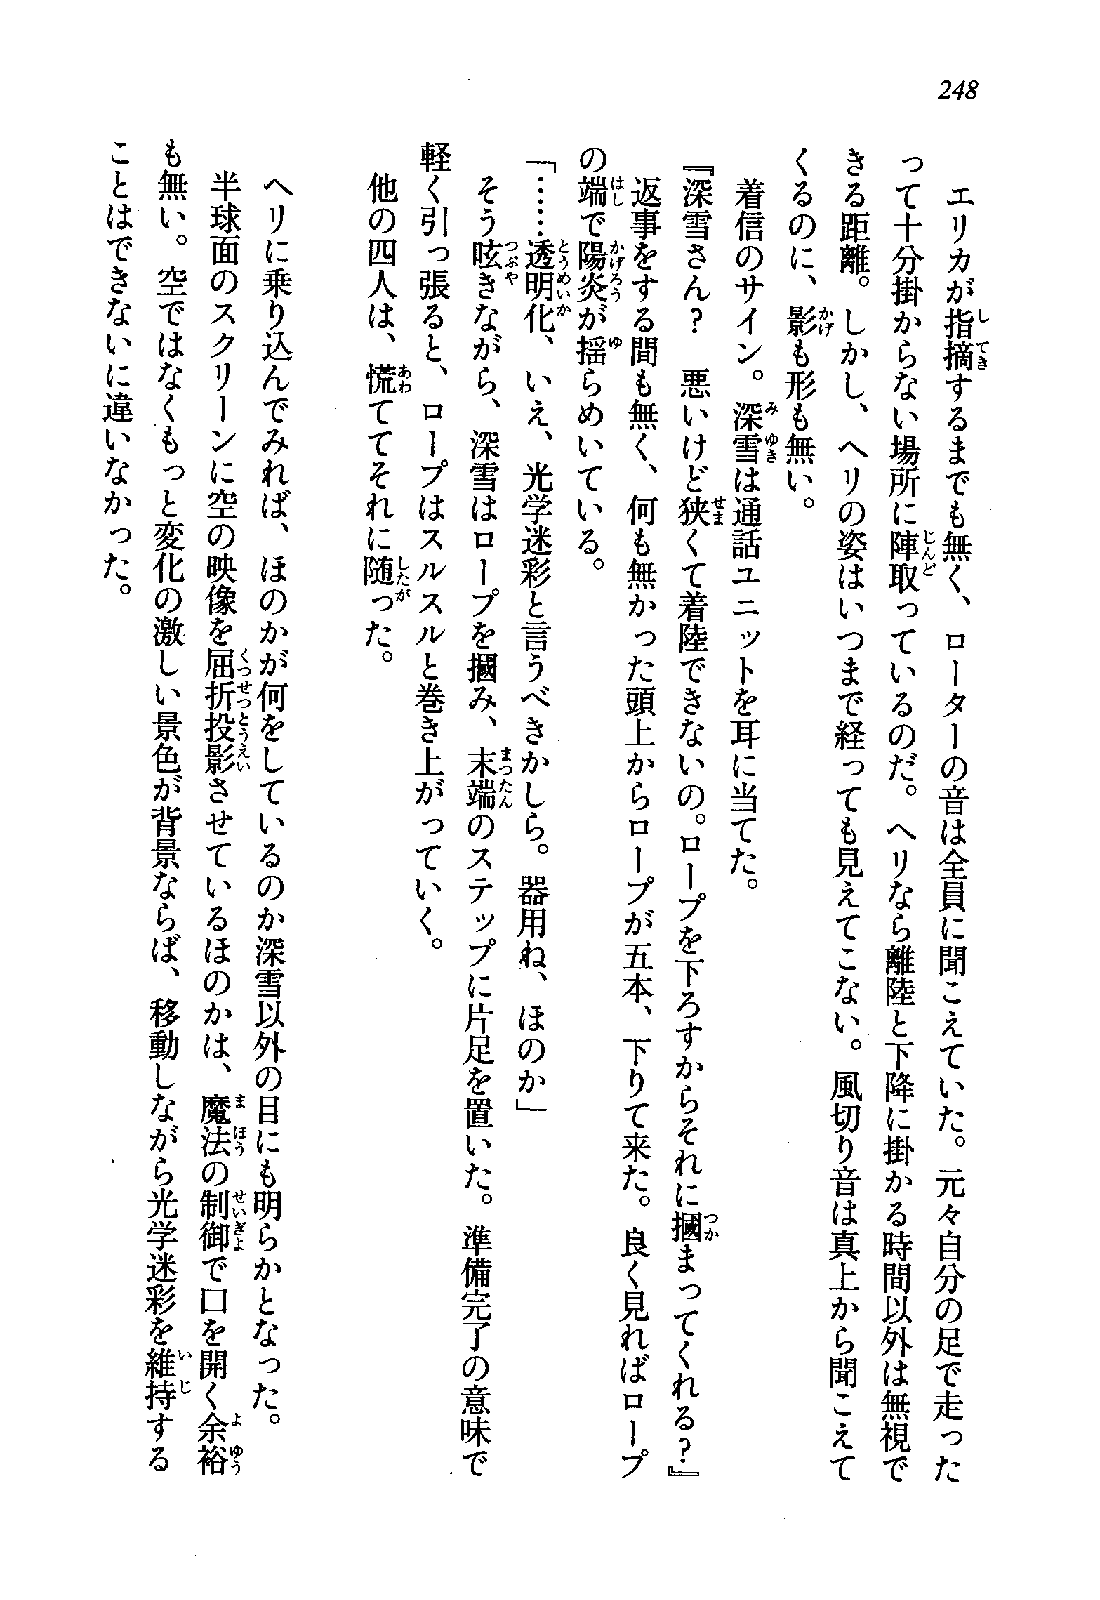 248
エリカが指摘するまでも無く、ローターの音は全員に聞こえていた。元々自分の足で走った
って十分掛からない場所に陣取っているのだ。ヘリなら離陸と下降に掛かる時間以外は無視で
きる距離。しかし、ヘリの姿はいつまで経っても見えてこない。風切り音は真上から聞こえて
くるのに、影も形も無い。
着信のサイン。深雪は通話ユニットを耳に当てた。
『深雪さん？　悪いけど狭くて着陸できないの。ロープを下ろすからそれに摑まってくれる？』
返事をする間も無く、何も無かった頭上からロープが五本、下りて来た。良く見ればロープ
の端で陽炎が揺らめいている。
「……透明化、いえ、光学迷彩と言うべきかしら。器用ね、ほのか」
そう呟きながら、深雪はロープを摑み、末端のステップに片足を置いた。準備完了の意味で
軽く引っ張ると、ロープはスルスルと巻き上がっていく。
他の四人は、慌ててそれに随った。
ヘリに乗り込んでみれば、ほのかが何をしているのか深雪以外の目にも明らかとなった。
半球面のスクリーンに空の映像を屈折投影させているほのかは、魔法の制御で口を開く余裕
も無い。空ではなくもっと変化の激しい景色が背景ならば、移動しながら光学迷彩を維持する
ことはできないに違いなかった。